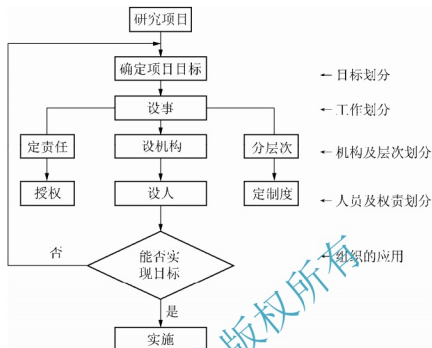 研究项目
确定项目目标
←目标划分
设事
←工作划分
定责任
设机构
分层次
←机构及层次划分
授权
设人
定制度
←人员及权责划分
否
能否实
现目标
←组织的应用
是
实施
版权所有